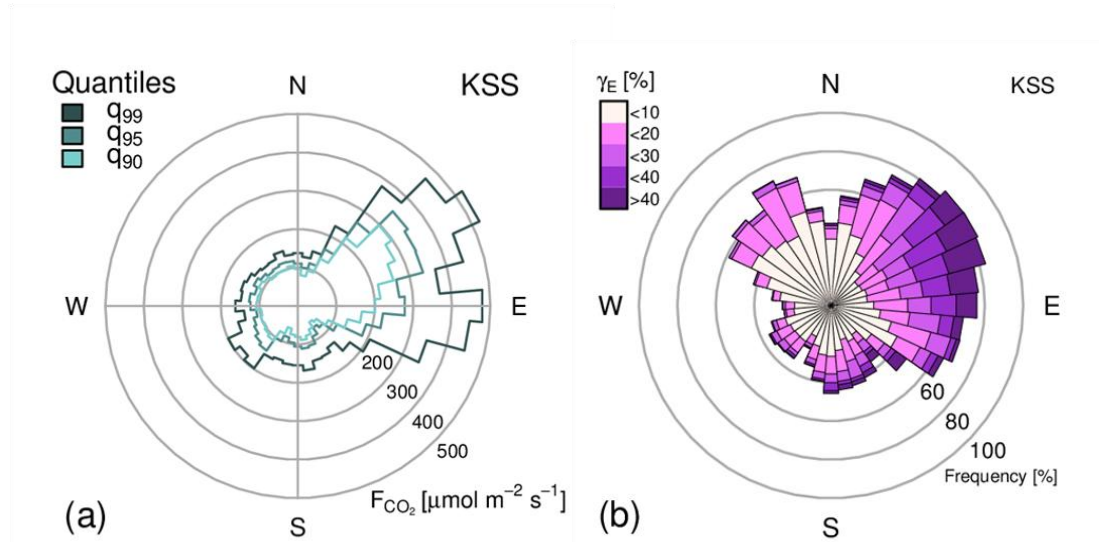 Quantiles
q99
q95
q90
N
KSS
W
E
200
300
400
500
FCO2 [μmol m−2 s−1]
(a)
S
γE [%]
<10
<20
<30
<40
>40
N
KSS
W
E
60
80
100
Frequency [%]
(b)
S